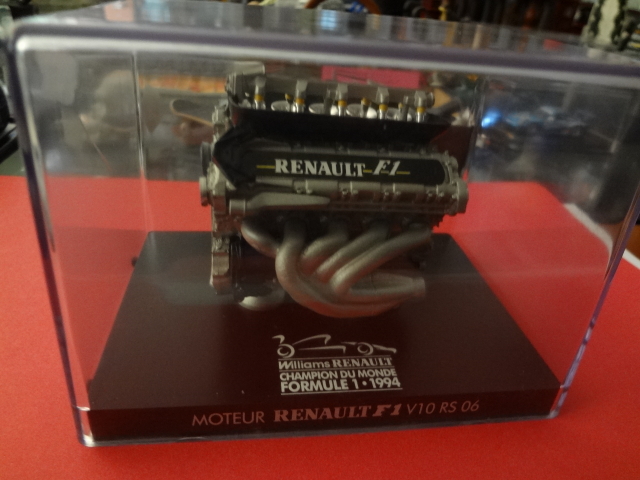 RENAULT F1
Williams RENAULT
CHAMPION DU MONDE
FORMULE 1 • 1994
MOTEUR RENAULT F1 V10 RS 06